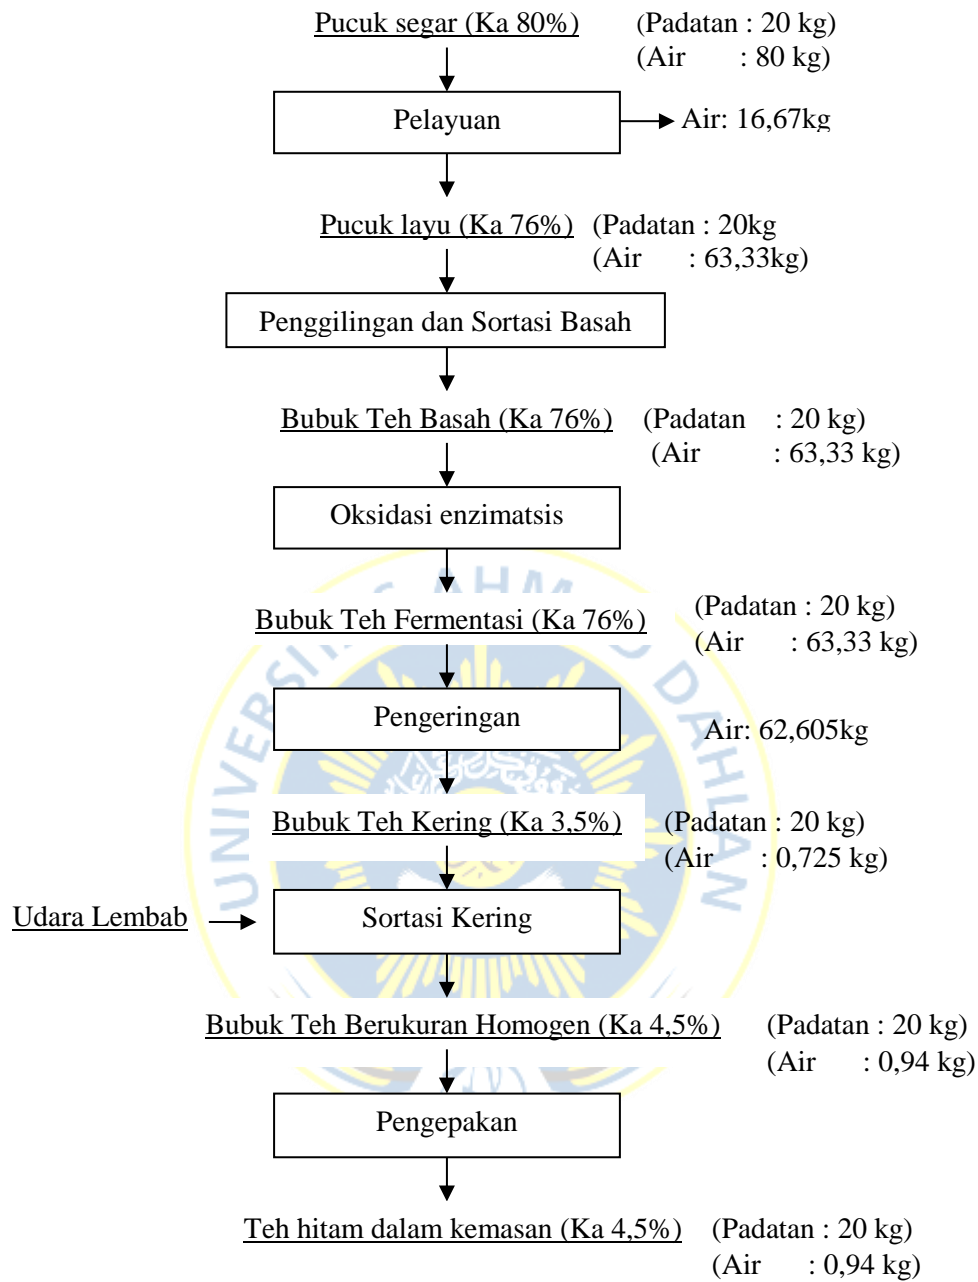 Pucuk segar (Ka 80%) (Padatan : 20 kg)
(Air : 80 kg)
Pelayuan
Air: 16,67kg
Pucuk layu (Ka 76%) (Padatan : 20kg
(Air : 63,33kg)
Penggilingan dan Sortasi Basah
Bubuk Teh Basah (Ka 76%) (Padatan : 20 kg)
(Air : 63,33 kg)
Oksidasi enzimatsis
Bubuk Teh Fermentasi (Ka 76%) (Padatan : 20 kg)
(Air : 63,33 kg)
Pengeringan
Air: 62,605kg
Bubuk Teh Kering (Ka 3,5%) (Padatan : 20 kg)
(Air : 0,725 kg)
Udara Lembab
Sortasi Kering
Bubuk Teh Berukuran Homogen (Ka 4,5%) (Padatan : 20 kg)
(Air : 0,94 kg)
Pengepakan
Teh hitam dalam kemasan (Ka 4,5%) (Padatan : 20 kg)
(Air : 0,94 kg)